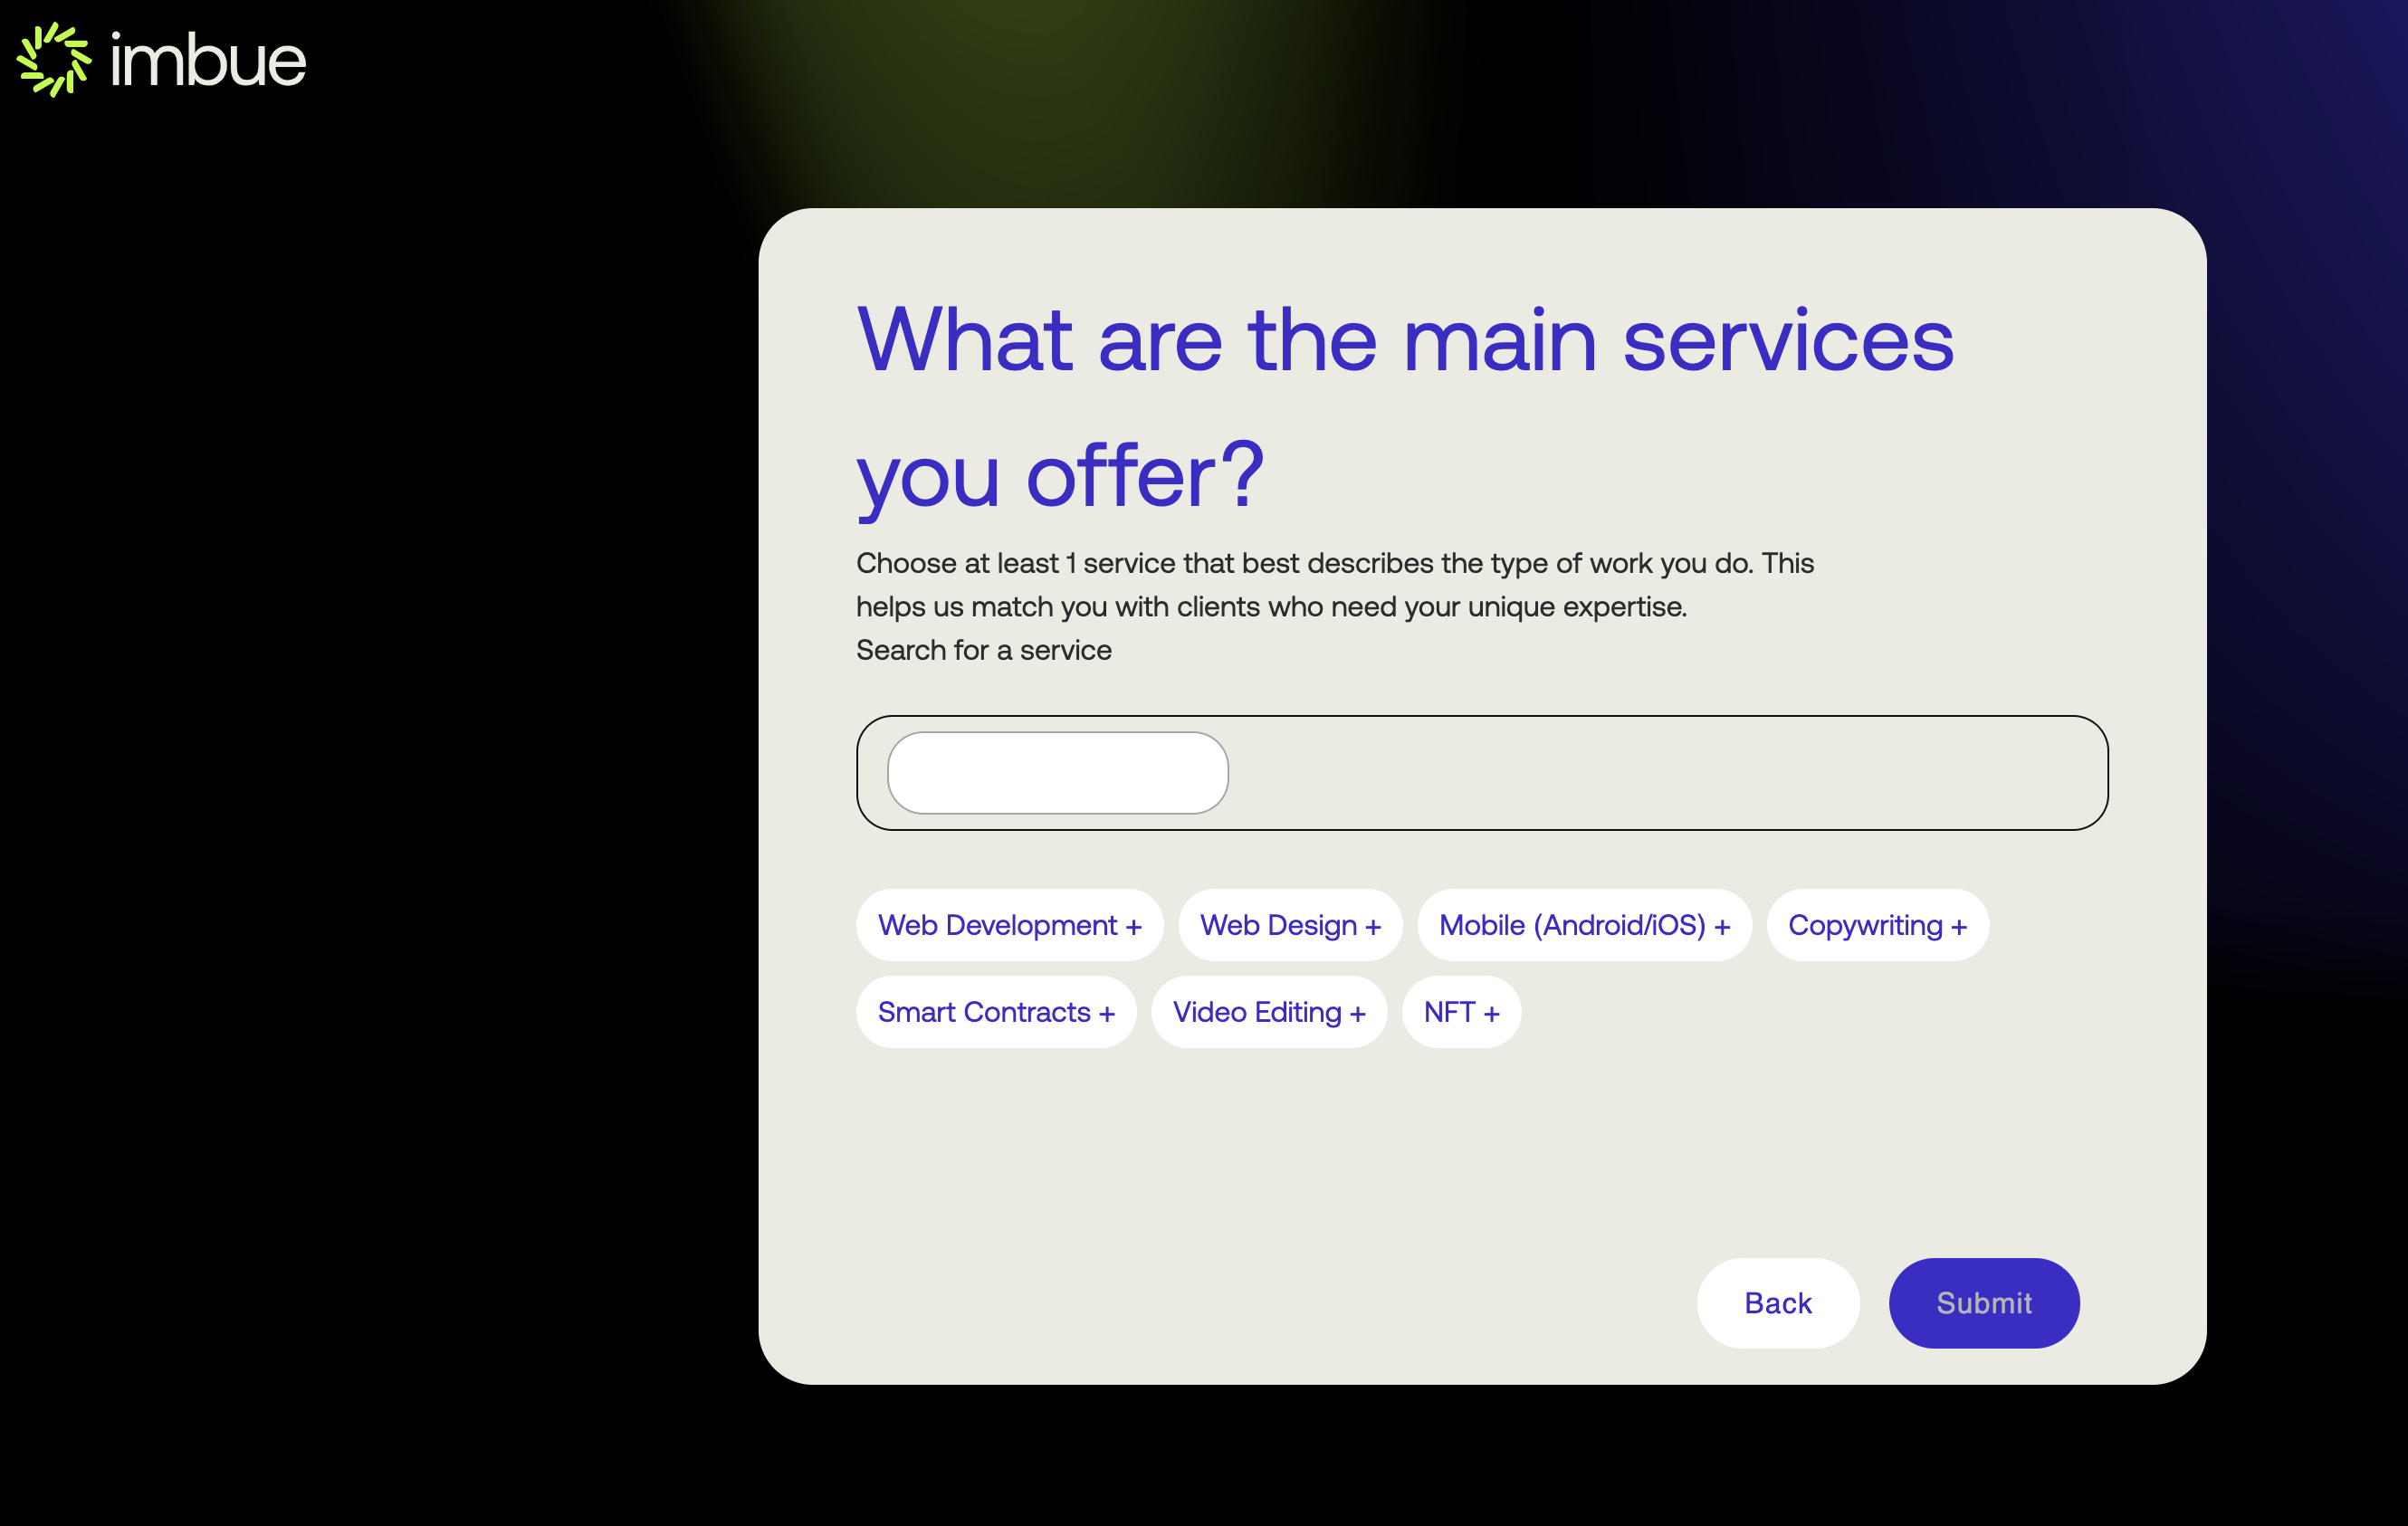 imbue
What are the main services
you offer?
Choose at least 1 service that best describes the type of work you do. This
helps us match you with clients who need your unique expertise.
Search for a service
Web Development + Web Design + Mobile (Android/iOS) + Copywriting +
Smart Contracts + Video Editing + NFT +
Back Submit